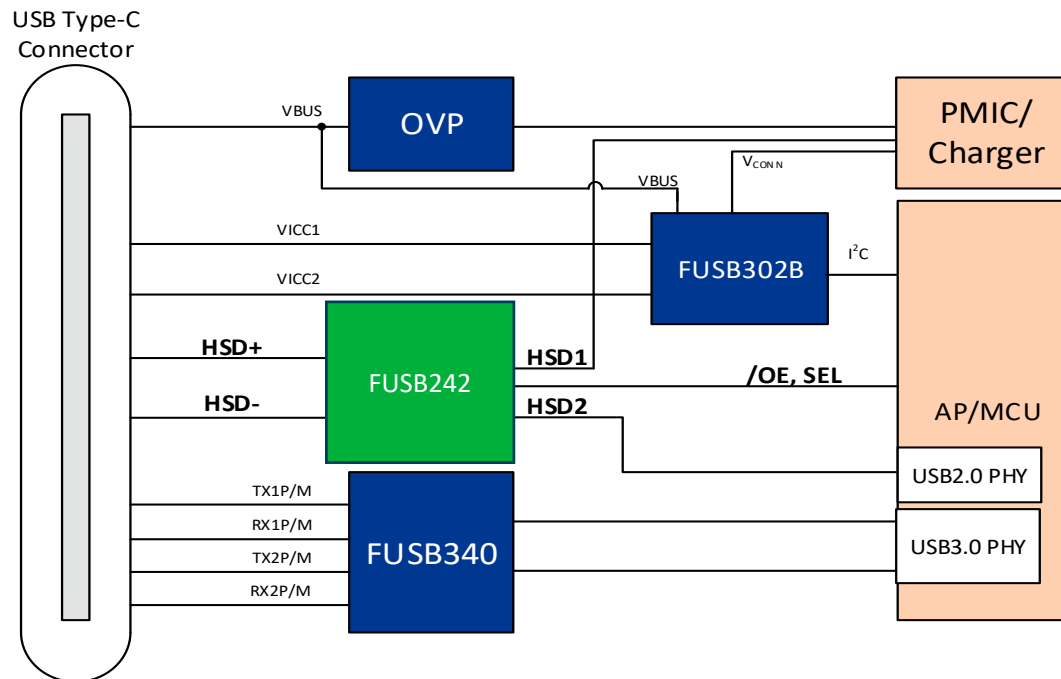 USB Type-C
Connector
VBUS
OVP
PMIC/
Charger
VCONN
VBUS
VICC1
FUSB302B
I²C
VICC2
HSD+
FUSB242
HSD1
/OE, SEL
HSD-
HSD2
AP/MCU
USB2.0 PHY
TX1P/M
RX1P/M
FUSB340
USB3.0 PHY
TX2P/M
RX2P/M